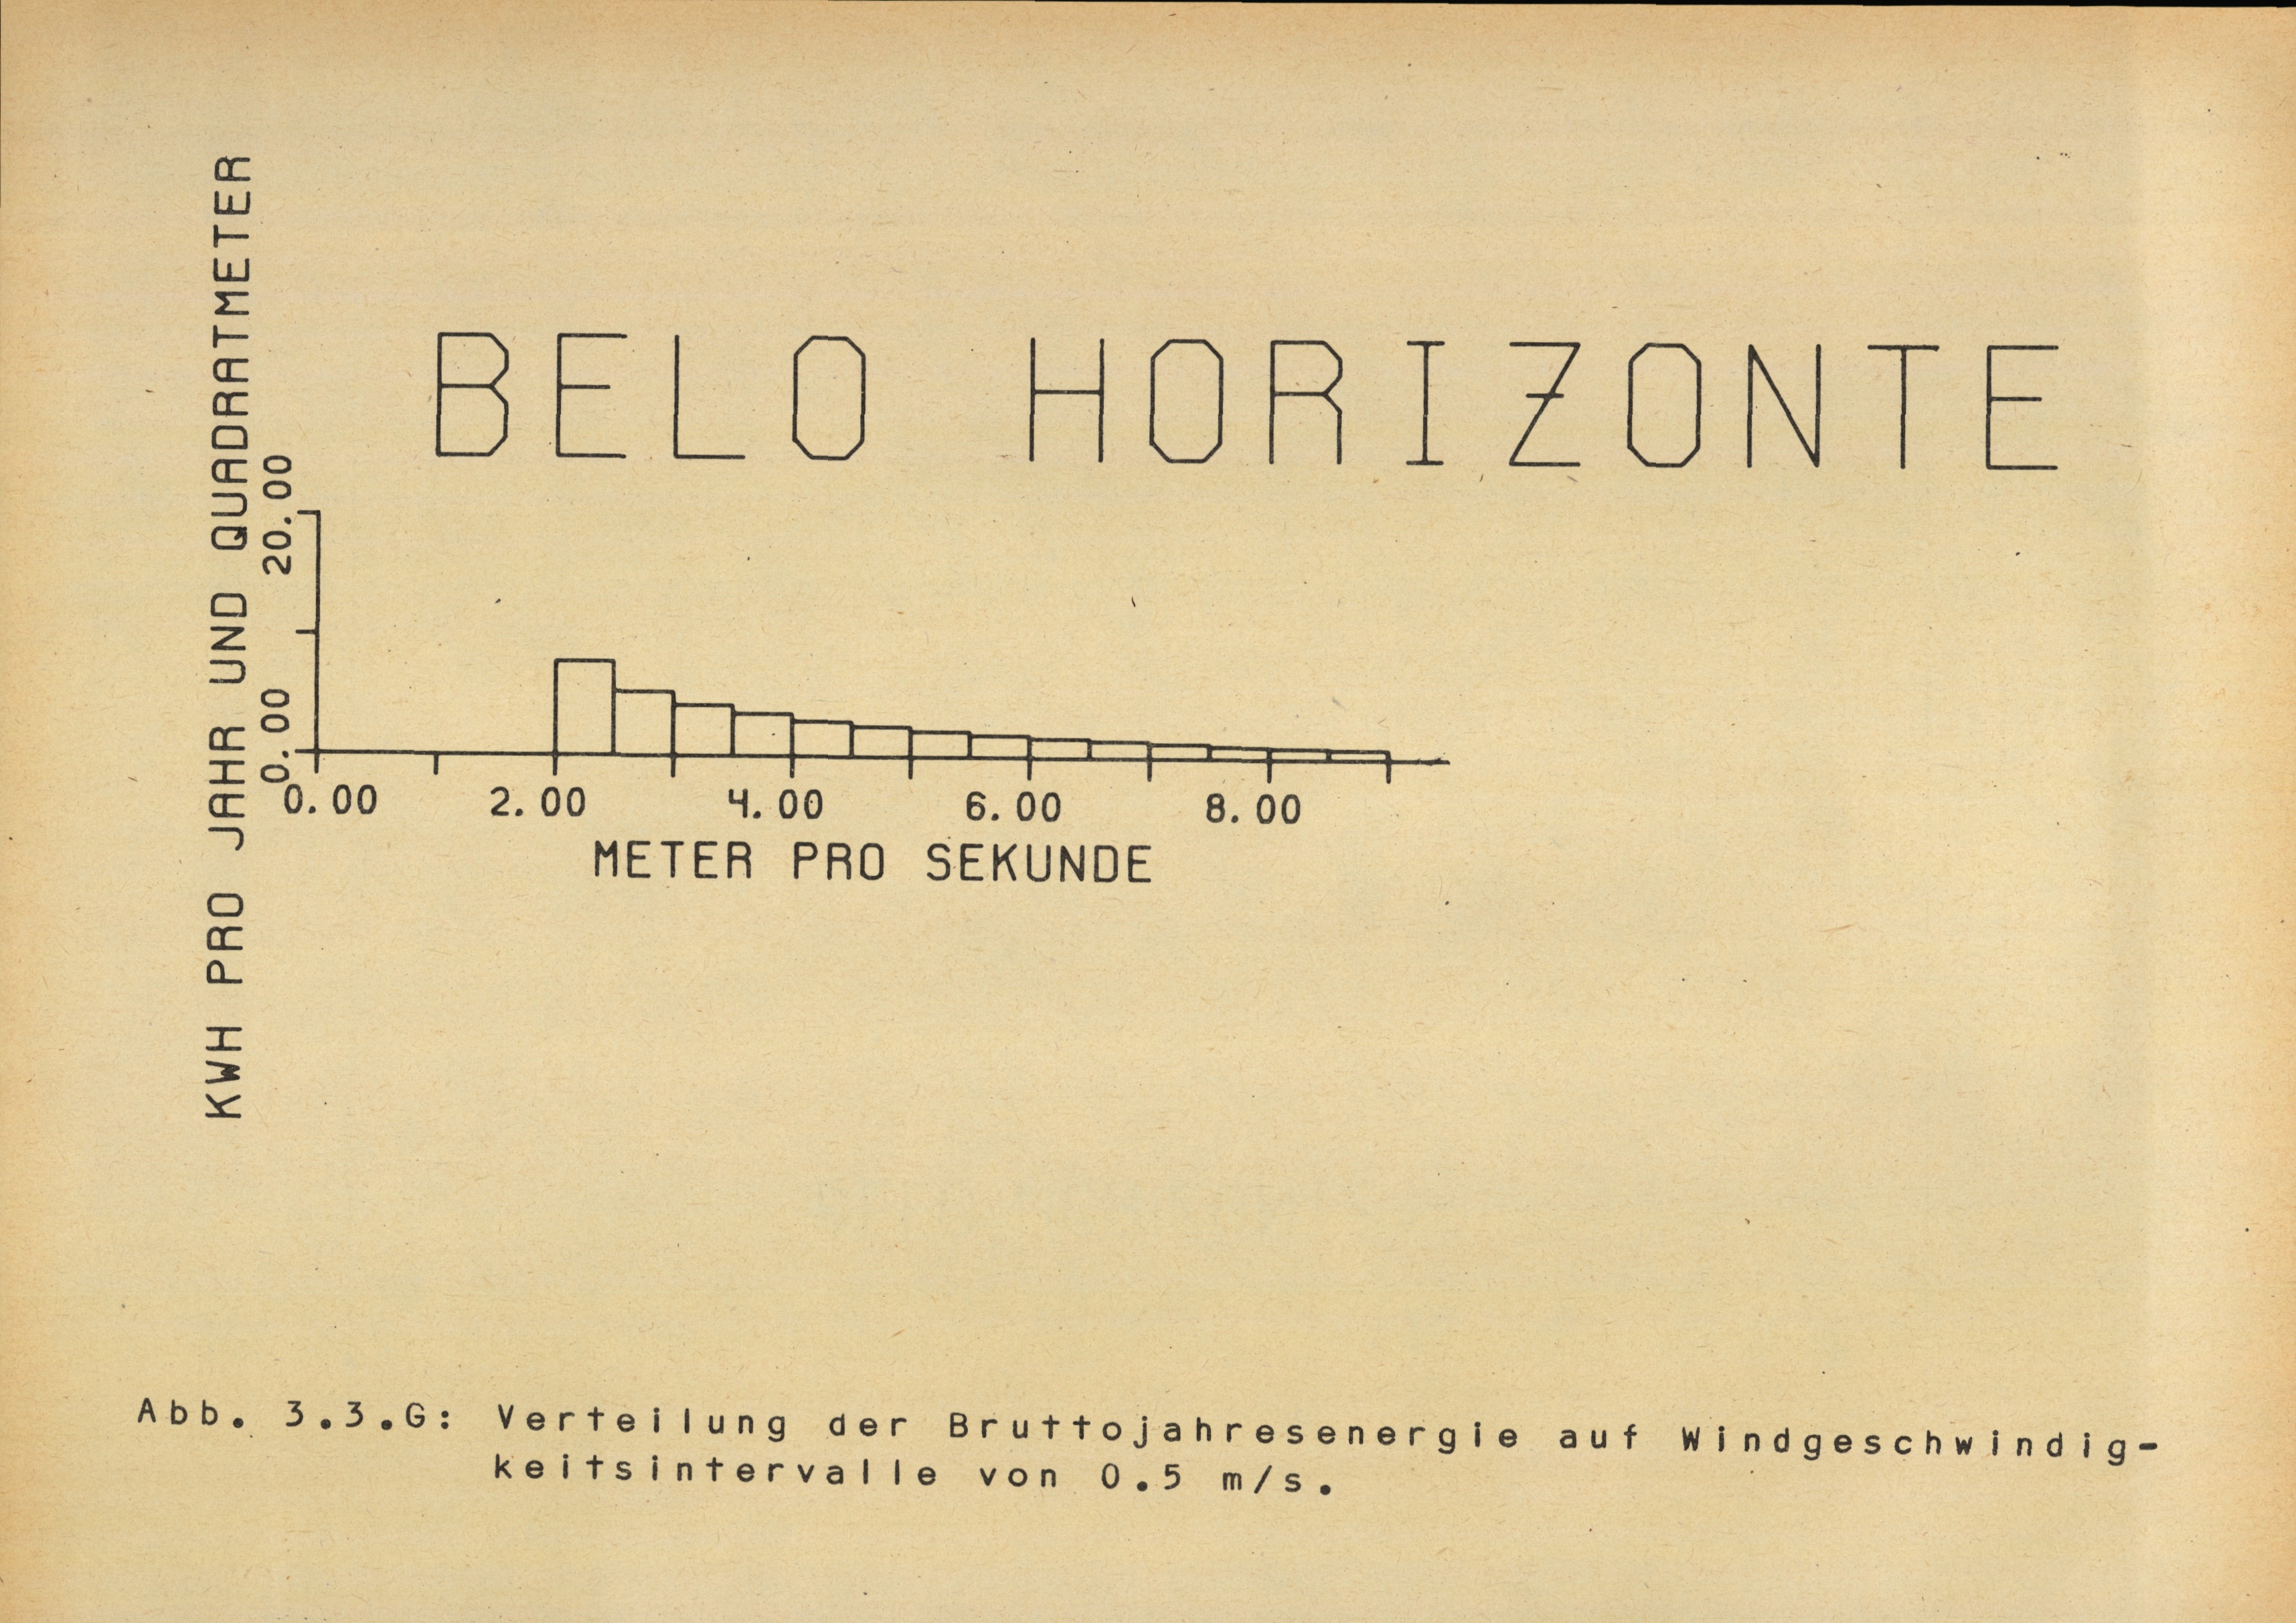 BELO HORIZONTE
KWH PRO JAHR UND QUADRATMETER
20.00
0.00
0.00 2.00 4.00 6.00 8.00
METER PRO SEKUNDE
Abb. 3.3.G: Verteilung der Bruttojahresenergie auf Windgeschwindig-
keitsintervalle von 0.5 m/s.